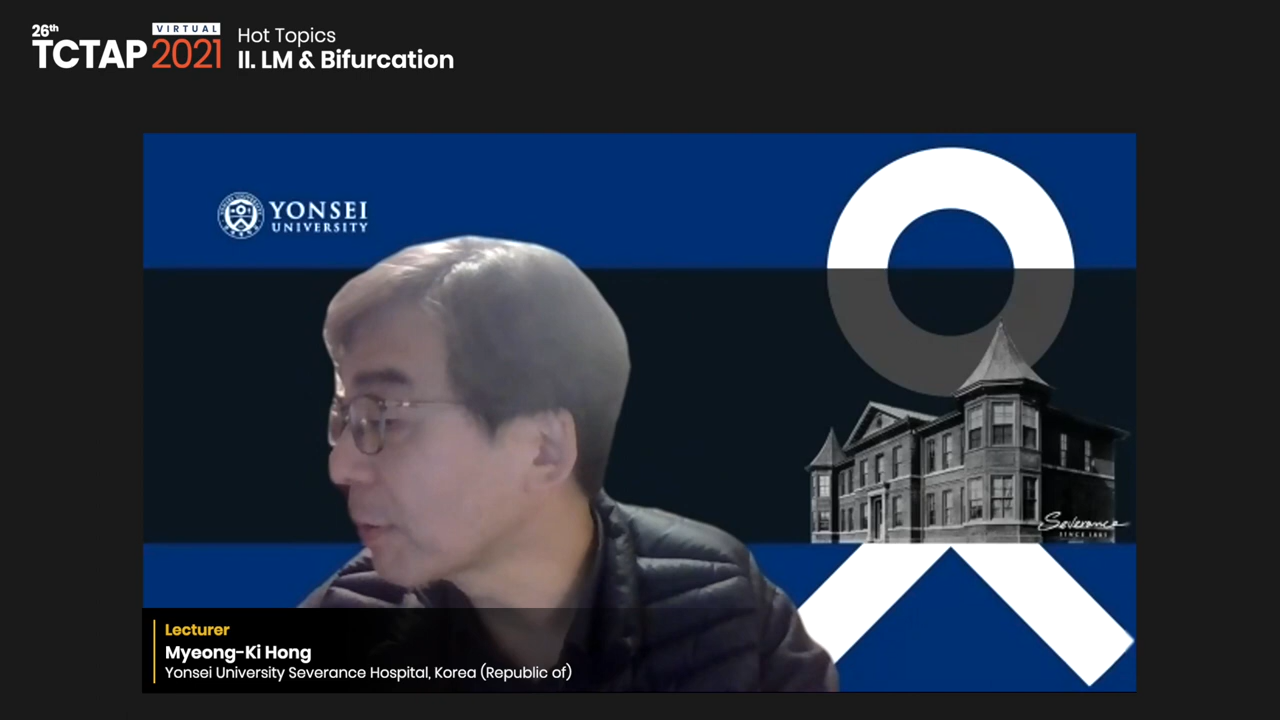 26th
TCTAP
VIRTUAL
2021
Hot Topics
II. LM & Bifurcation
YONSEI
UNIVERSITY
Severance
Lecturer
Myeong-Ki Hong
Yonsei University Severance Hospital, Korea (Republic of)